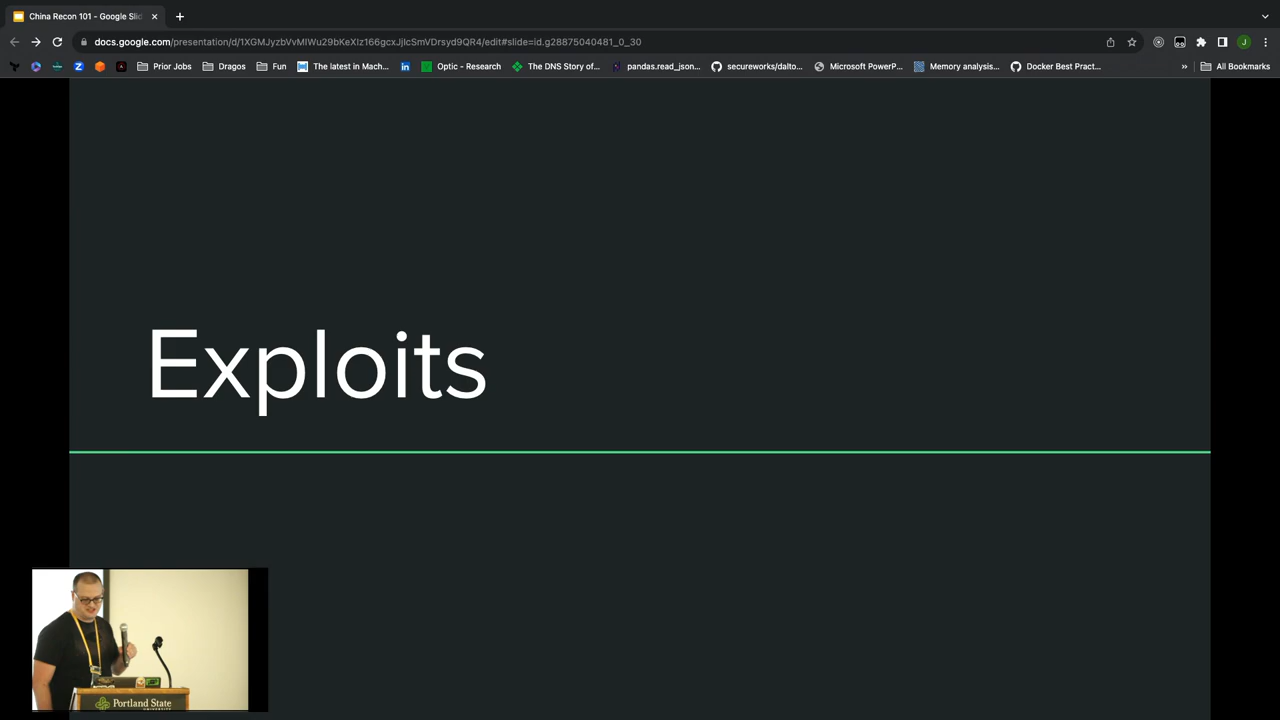 China Recon 101 - Google Slid
docs.google.com/presentation/d/1XGMJyzbVvMIWu29bKeXIz166gcxJjIcSmVDrsyd9QR4/edit#slide=id.g28875040481_0_30
J
Prior Jobs
Dragos
Fun
The latest in Mach...
Optic - Research
The DNS Story of...
pandas.read_json...
secureworks/dalto...
Microsoft PowerP...
Memory analysis...
Docker Best Pract...
»
All Bookmarks
Exploits
Portland State
UNIVERSITY